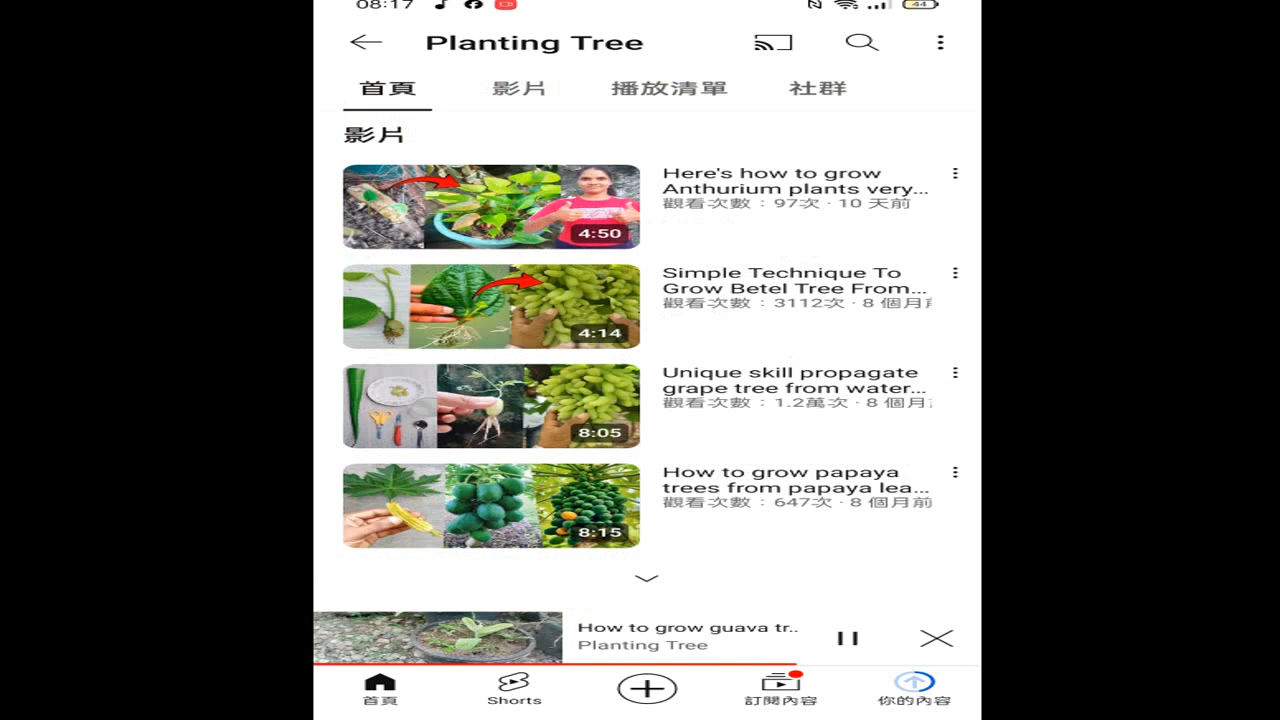 08:17
44
Planting Tree
首頁 影片 播放清單 社群
影片
Here's how to grow
Anthurium plants very...
觀看次數：97次 · 10 天前
4:50
Simple Technique To
Grow Betel Tree From...
觀看次數：3112次 · 8 個月前
4:14
Unique skill propagate
grape tree from water...
觀看次數：1.2萬次 · 8 個月
8:05
How to grow papaya
trees from papaya lea...
觀看次數：647次 · 8 個月前
8:15
How to grow guava tr..
Planting Tree
首頁 Shorts 訂閱內容 你的內容